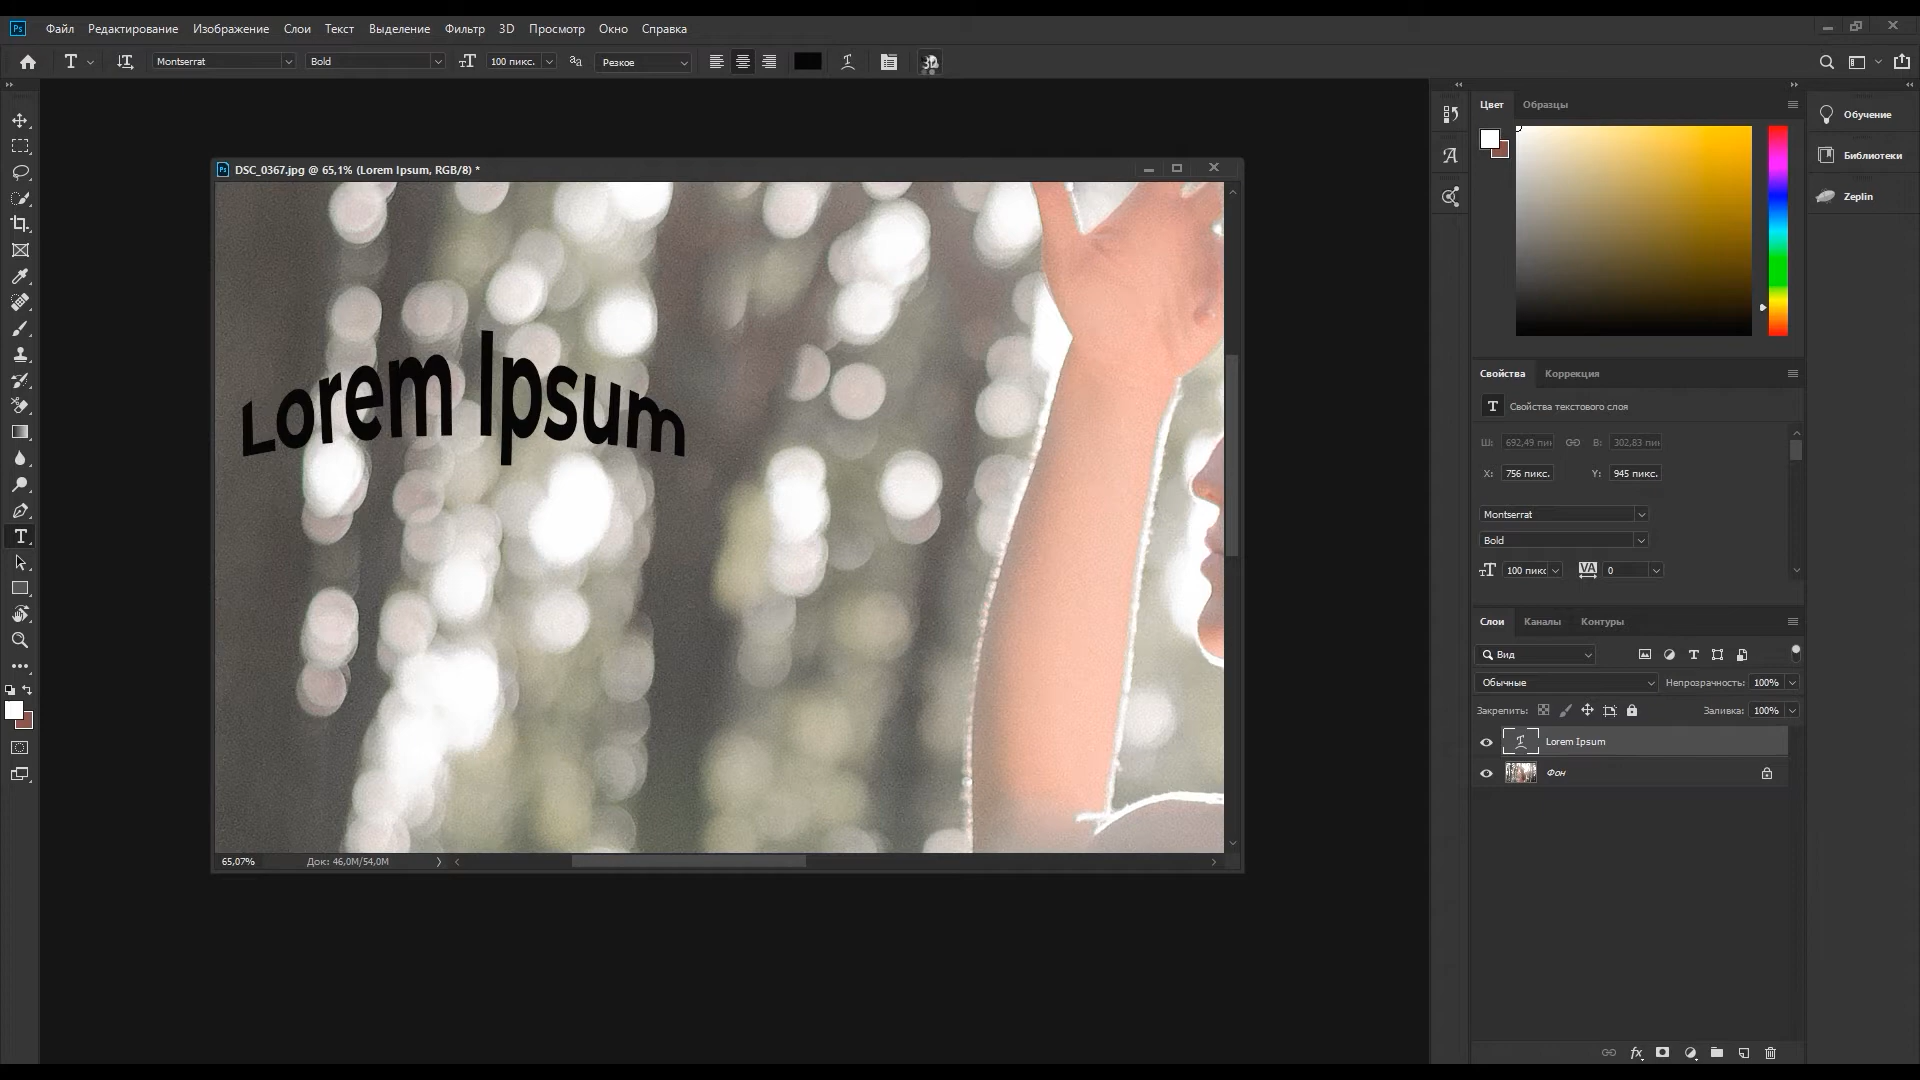 Ps Файл Редактирование Изображение Слои Текст Выделение Фильтр 3D Просмотр Окно Справка
Montserrat Bold 100 пикс. Резкое 3D
DSC_0367.jpg @ 65,1% (Lorem Ipsum, RGB/8) *
Lorem Ipsum
65,07% Док: 46,0M/54,0M
Цвет Образцы
Обучение
Библиотеки
Zeplin
Свойства Коррекция
Свойства текстового слоя
Ш: 692,49 пик В: 302,83 пик
X: 756 пикс. Y: 945 пикс.
Montserrat
Bold
100 пикс 0
Слои Каналы Контуры
Вид
Обычные Непрозрачность: 100%
Закрепить: Заливка: 100%
Lorem Ipsum
Фон
fx